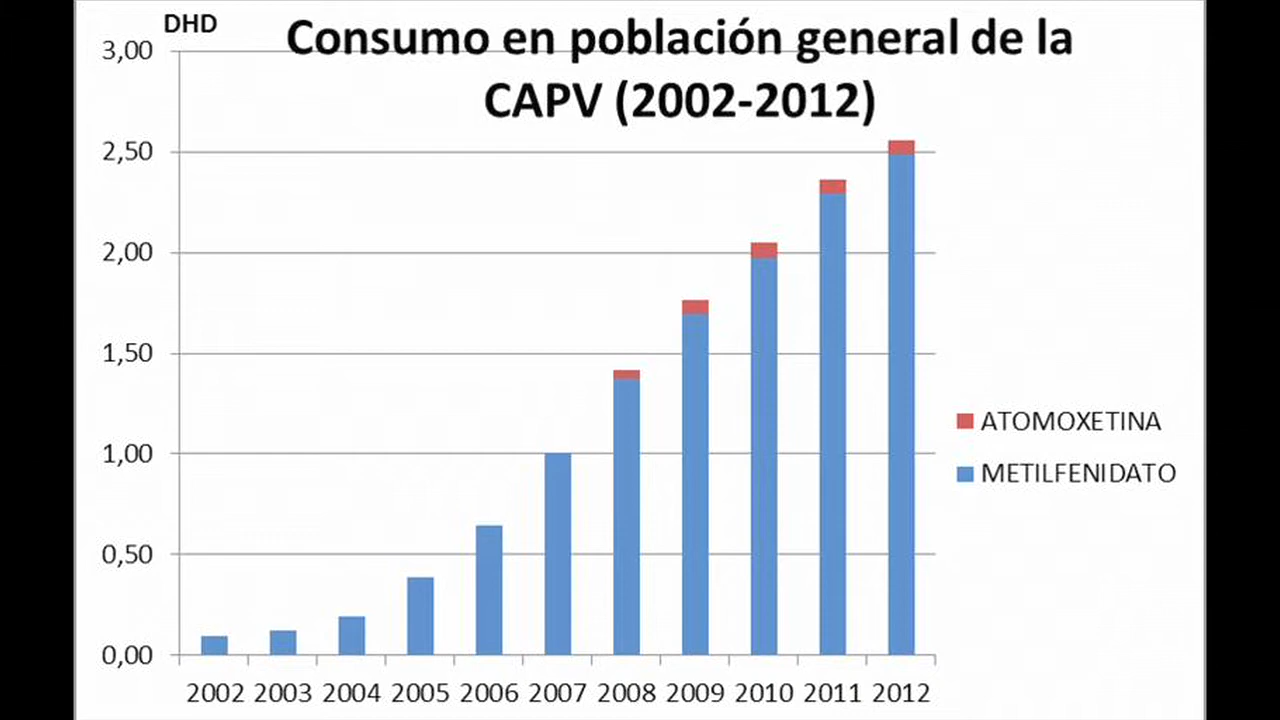 DHD
Consumo en población general de la
CAPV (2002-2012)
3,00
2,50
2,00
1,50
1,00
0,50
0,00
2002 2003 2004 2005 2006 2007 2008 2009 2010 2011 2012
ATOMOXETINA
METILFENIDATO